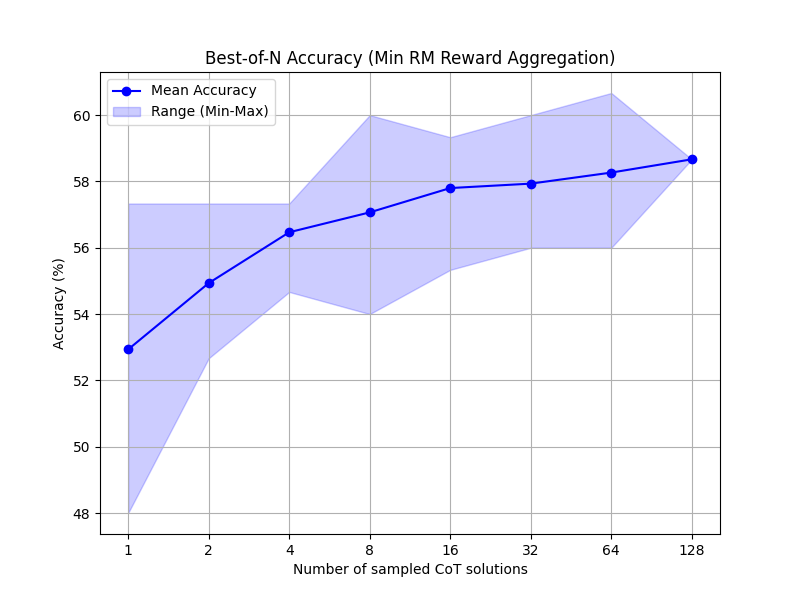 Best-of-N Accuracy (Min RM Reward Aggregation)
Mean Accuracy
Range (Min-Max)
Accuracy (%)
60
58
56
54
52
50
48
1 2 4 8 16 32 64 128
Number of sampled CoT solutions